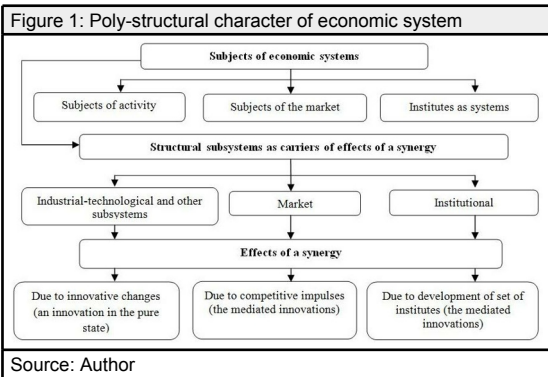 Figure 1: Poly-structural character of economic system
Subjects of economic systems
Subjects of activity
Subjects of the market
Institutes as systems
Structural subsystems as carriers of effects of a synergy
Industrial-technological and other
subsystems
Market
Institutional
Effects of a synergy
Due to innovative changes
(an innovation in the pure
state)
Due to competitive impulses
(the mediated innovations)
Due to development of set of
institutes (the mediated
innovations)
Source: Author